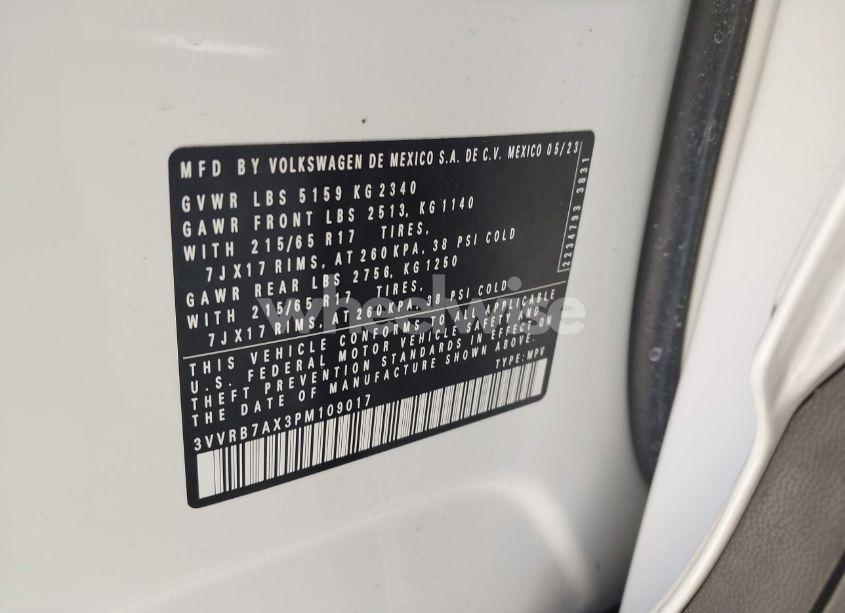 MFD BY VOLKSWAGEN DE MEXICO S.A. DE C.V. MEXICO 05/23
GVWR LBS 5159 KG 2340
GAWR FRONT LBS 2513, KG 1140
WITH 215/65 R17 TIRES,
7JX17 RIMS, AT 260 KPA, 38 PSI COLD
GAWR REAR LBS 2756, KG 1250
WITH 215/65 R17 TIRES,
7JX17 RIMS, AT 260 KPA, 38 PSI COLD
THIS VEHICLE CONFORMS TO ALL APPLICABLE
U.S. FEDERAL MOTOR VEHICLE SAFETY AND
THEFT PREVENTION STANDARDS IN EFFECT ON
THE DATE OF MANUFACTURE SHOWN ABOVE.
3VVRB7AX3PM109017 TYPE: MPV
2234793 3831
wheelwise